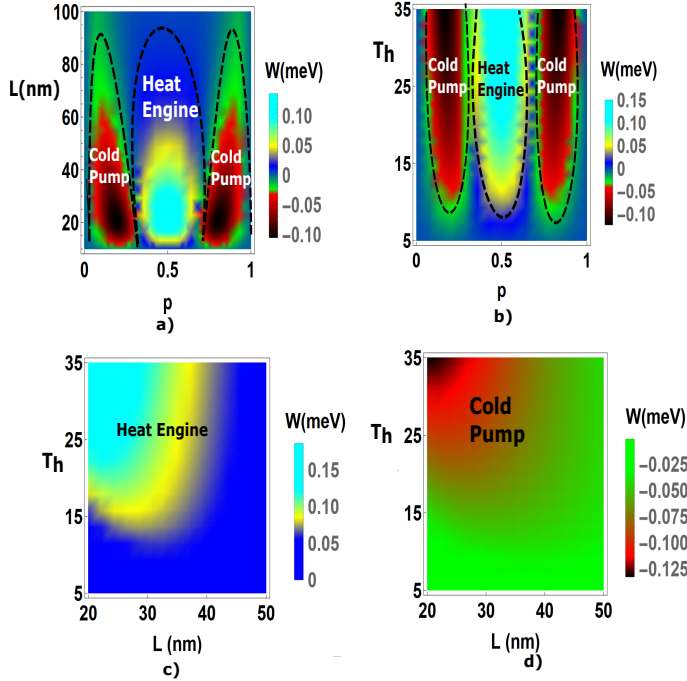 100
80
60
40
20
L(nm)
Heat
Engine
Cold
Pump
Cold
Pump
0
0.5
1
p
a)
W(meV)
0.10
0.05
0
−0.05
−0.10
35
25
15
5
Th
Cold
Pump
Heat
Engine
Cold
Pump
0
0.5
1
p
b)
W(meV)
0.15
0.10
0.05
0
−0.05
−0.10
35
25
15
5
Th
Heat Engine
20
30
40
50
L (nm)
c)
W(meV)
0.15
0.10
0.05
0
35
25
15
5
Th
Cold
Pump
20
30
40
50
L (nm)
d)
W(meV)
−0.025
−0.050
−0.075
−0.100
−0.125